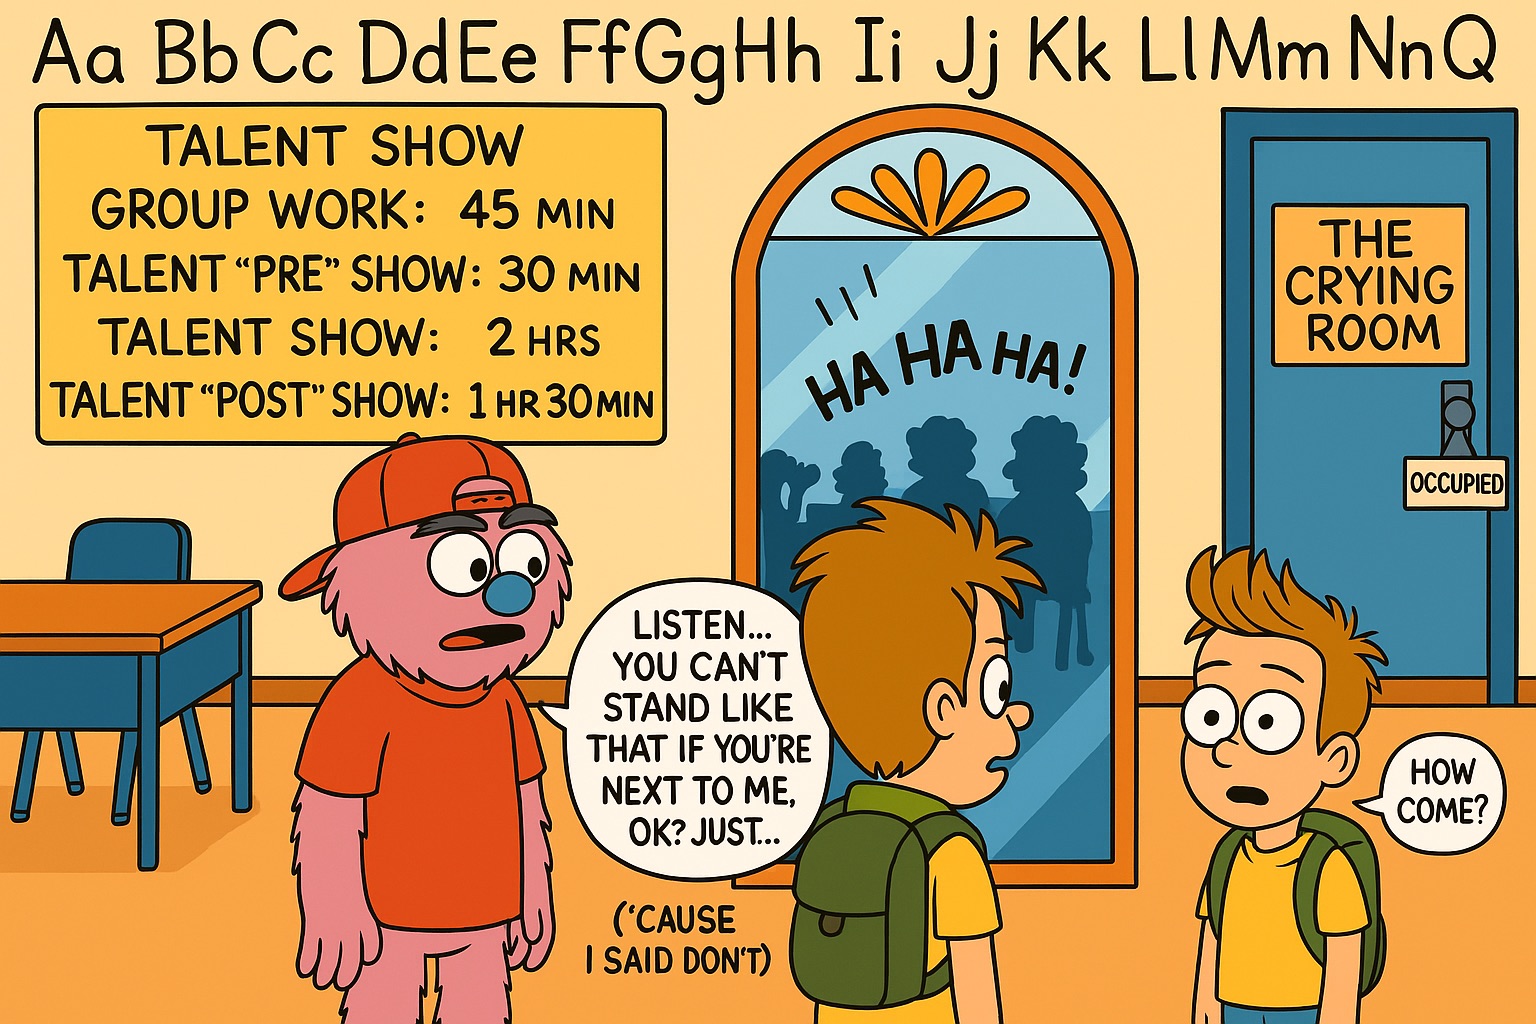 Aa Bb Cc Dd Ee Ff Gg Hh Ii Jj Kk Ll Mm Nn Q
TALENT SHOW
GROUP WORK: 45 MIN
TALENT “PRE” SHOW: 30 MIN
TALENT SHOW: 2 HRS
TALENT “POST” SHOW: 1 HR 30 MIN
HA HA HA!
THE
CRYING
ROOM
OCCUPIED
LISTEN...
YOU CAN'T
STAND LIKE
THAT IF YOU'RE
NEXT TO ME,
OK? JUST...
('CAUSE
I SAID DON'T)
HOW
COME?